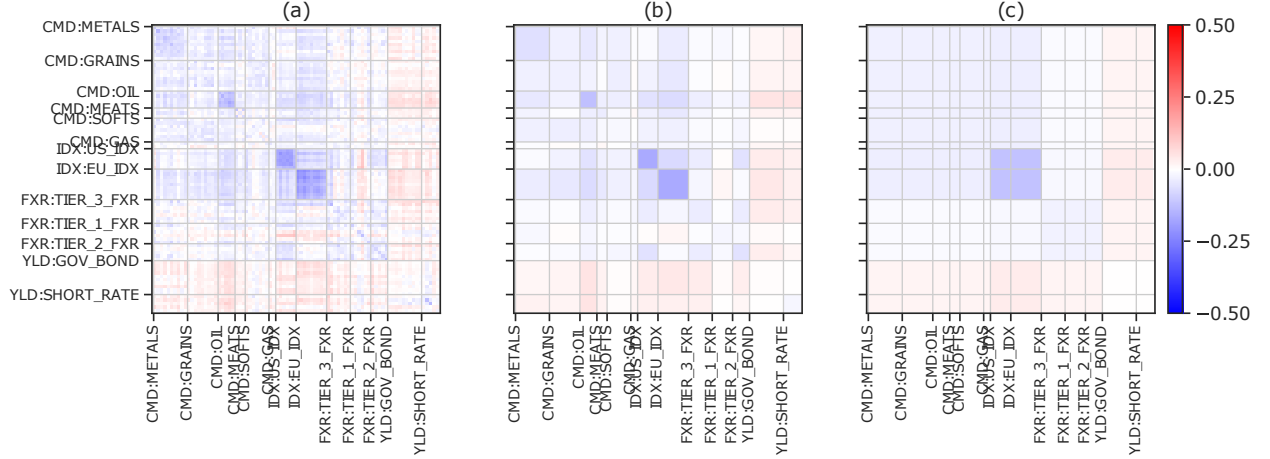 (a)
(b)
(c)
CMD:METALS
CMD:GRAINS
CMD:OIL
CMD:MEATS
CMD:SOFTS
CMD:GAS
IDX:US_IDX
IDX:EU_IDX
FXR:TIER_3_FXR
FXR:TIER_1_FXR
FXR:TIER_2_FXR
YLD:GOV_BOND
YLD:SHORT_RATE
CMD:METALS
CMD:GRAINS
CMD:OIL
CMD:MEATS
CMD:SOFTS
CMD:GAS
IDX:US_IDX
IDX:EU_IDX
FXR:TIER_3_FXR
FXR:TIER_1_FXR
FXR:TIER_2_FXR
YLD:GOV_BOND
YLD:SHORT_RATE
CMD:METALS
CMD:GRAINS
CMD:OIL
CMD:MEATS
CMD:SOFTS
CMD:GAS
IDX:US_IDX
IDX:EU_IDX
FXR:TIER_3_FXR
FXR:TIER_1_FXR
FXR:TIER_2_FXR
YLD:GOV_BOND
YLD:SHORT_RATE
CMD:METALS
CMD:GRAINS
CMD:OIL
CMD:MEATS
CMD:SOFTS
CMD:GAS
IDX:US_IDX
IDX:EU_IDX
FXR:TIER_3_FXR
FXR:TIER_1_FXR
FXR:TIER_2_FXR
YLD:GOV_BOND
YLD:SHORT_RATE
0.50
0.25
0.00
−0.25
−0.50